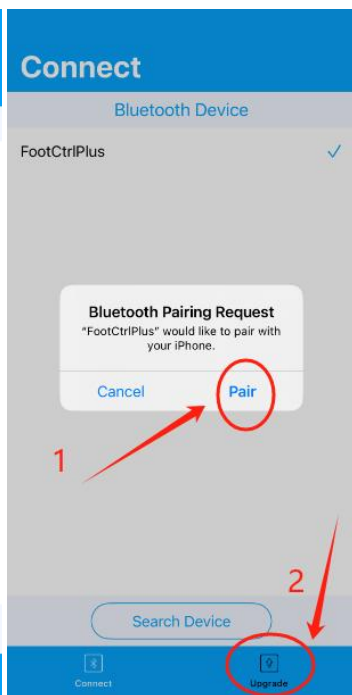 Connect
Bluetooth Device
FootCtrlPlus
Bluetooth Pairing Request
"FootCtrlPlus" would like to pair with
your iPhone.
Cancel
Pair
1
2
Search Device
Connect
Upgrade